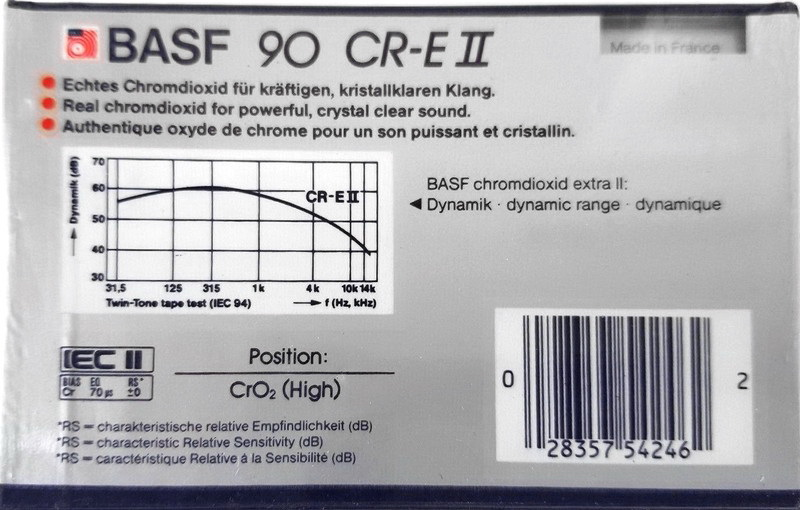 BASF 90 CR-E II
Made in France
Echtes Chromdioxid für kräftigen, kristallklaren Klang.
Real chromdioxid for powerful, crystal clear sound.
Authentique oxyde de chrome pour un son puissant et cristallin.
Dynamik (dB)
70
60
50
40
30
CR-E II
31,5 125 315 1k 4k 10k 14k
Twin-Tone tape test (IEC 94) f (Hz, kHz)
BASF chromdioxid extra II:
◄ Dynamik · dynamic range · dynamique
IEC II
BIAS EQ RS*
Cr 70 µs ±0
Position:
CrO₂ (High)
*RS = charakteristische relative Empfindlichkeit (dB)
*RS = characteristic Relative Sensitivity (dB)
*RS = caractéristique Relative à la Sensibilité (dB)
0 28357 54246 2